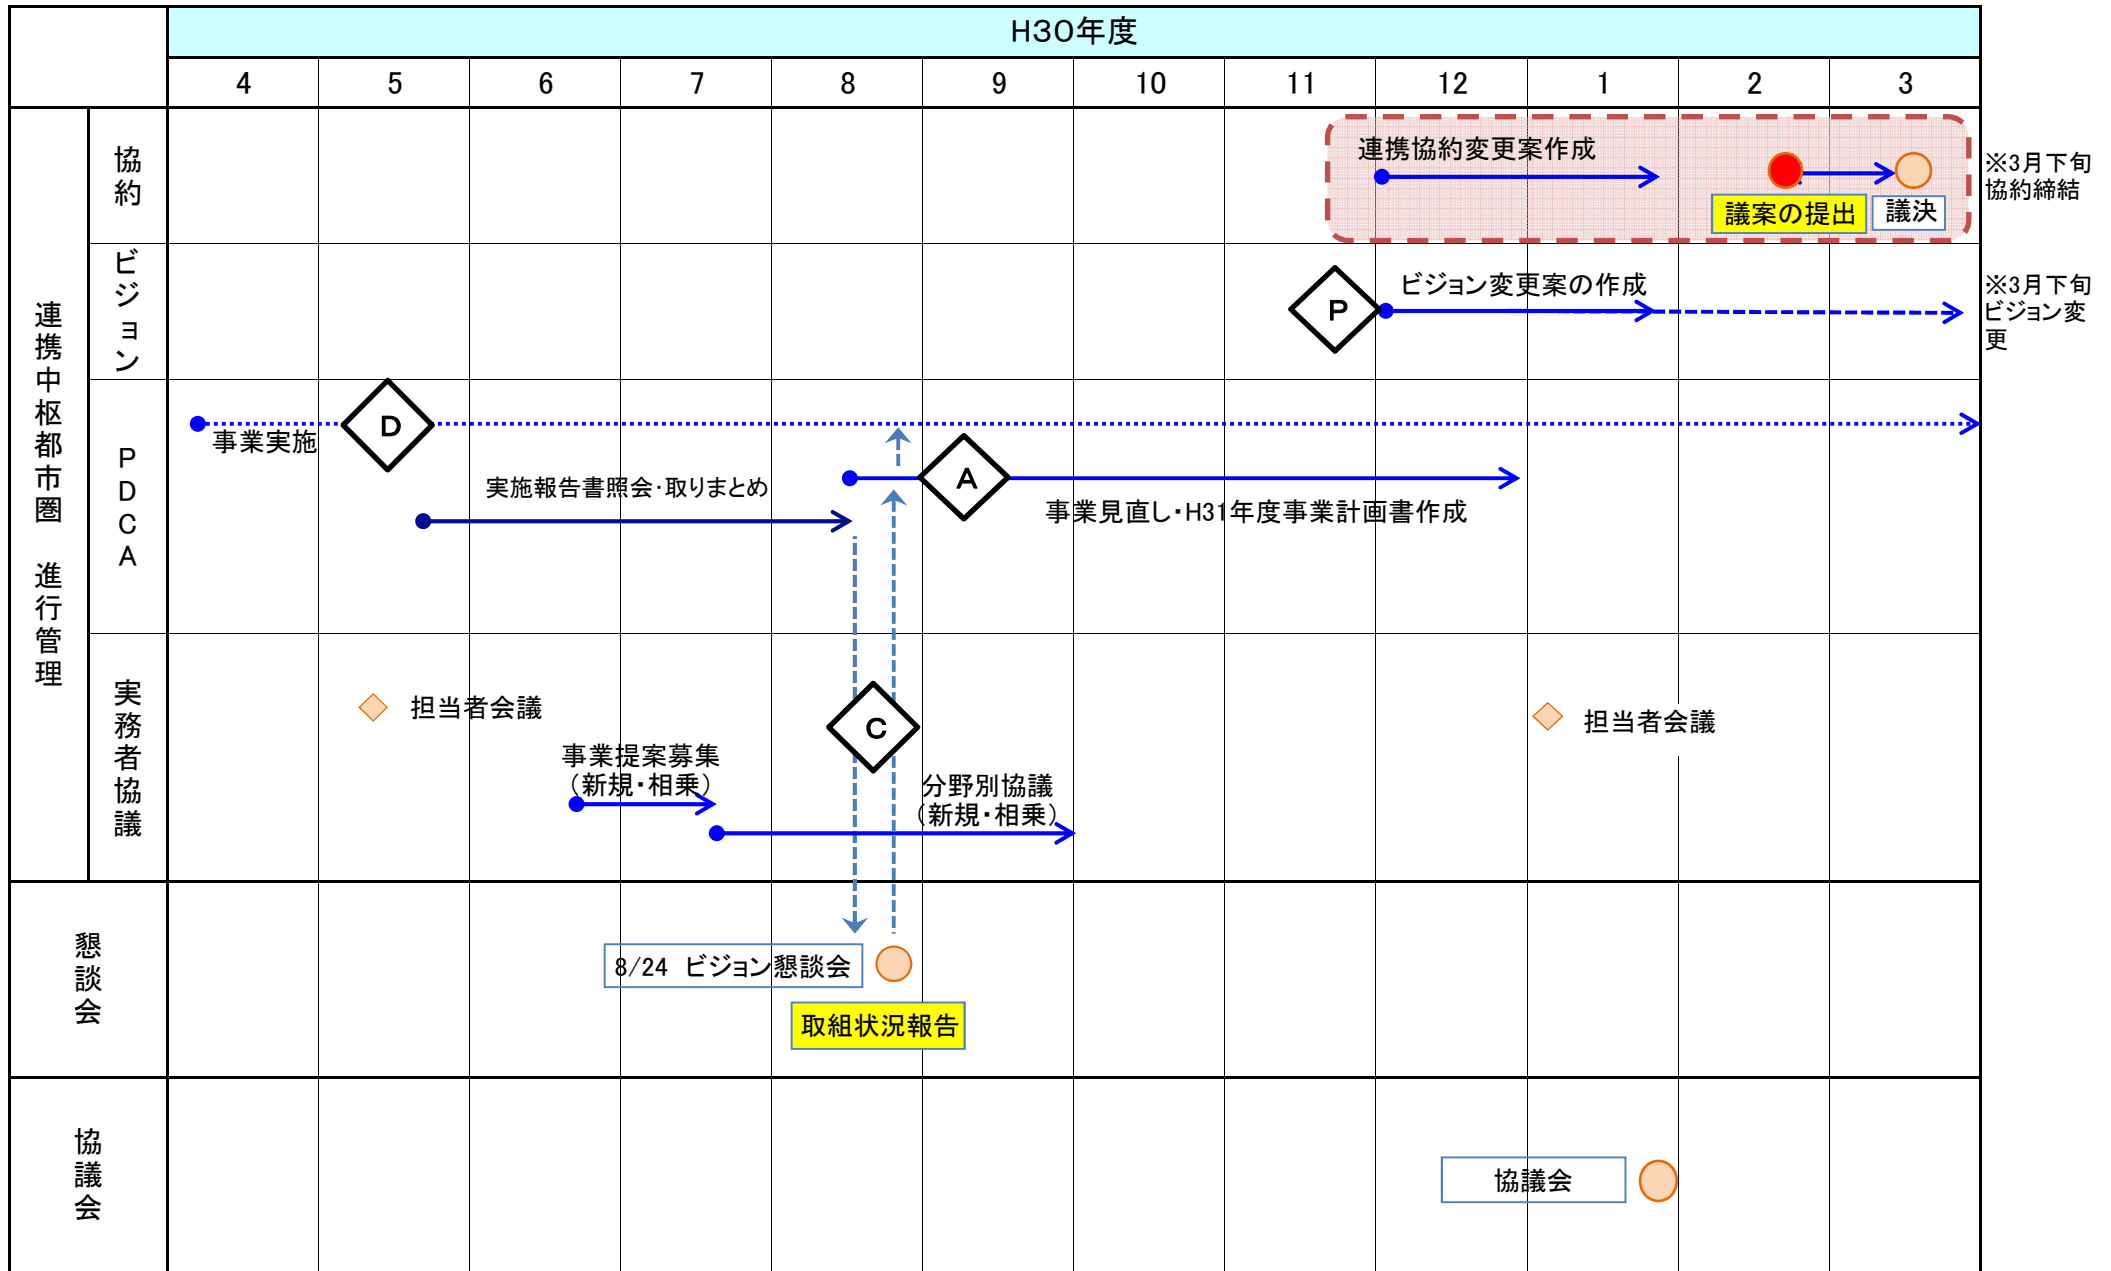 H30年度
4 5 6 7 8 9 10 11 12 1 2 3
連携中枢都市圏　進行管理
協約
連携協約変更案作成
議案の提出
議決
※3月下旬
協約締結
ビジョン
P
ビジョン変更案の作成
※3月下旬
ビジョン変
更
PDCA
事業実施
D
実施報告書照会・取りまとめ
A
事業見直し・H31年度事業計画書作成
実務者協議
担当者会議
C
担当者会議
事業提案募集
（新規・相乗）
分野別協議
（新規・相乗）
懇談会
8/24 ビジョン懇談会
取組状況報告
協議会
協議会